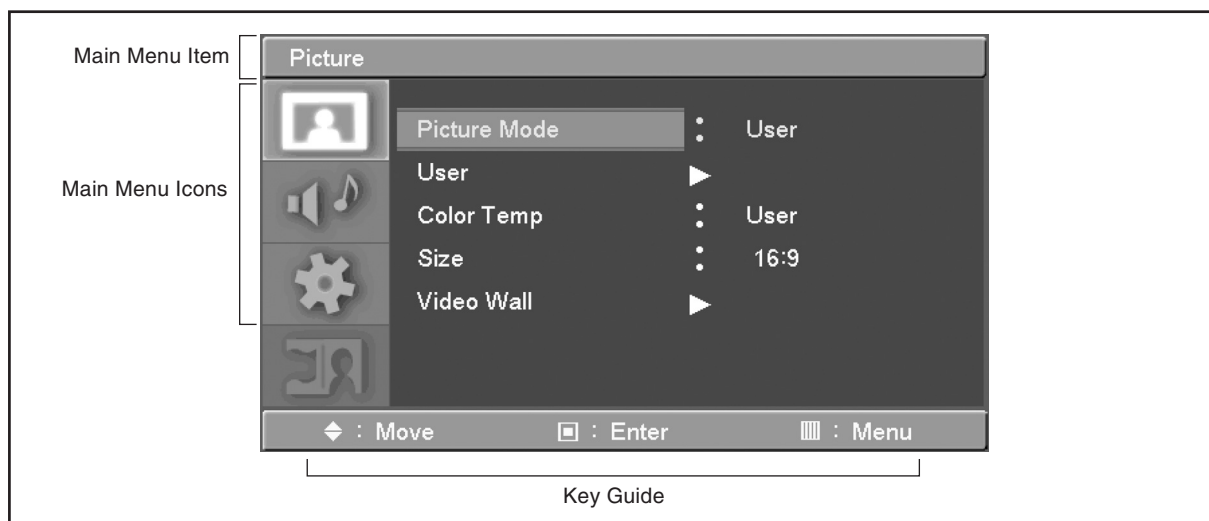 Main Menu Item
Picture
Main Menu Icons
Picture Mode : User
User ▶
Color Temp : User
Size : 16:9
Video Wall ▶
: Move : Enter : Menu
Key Guide